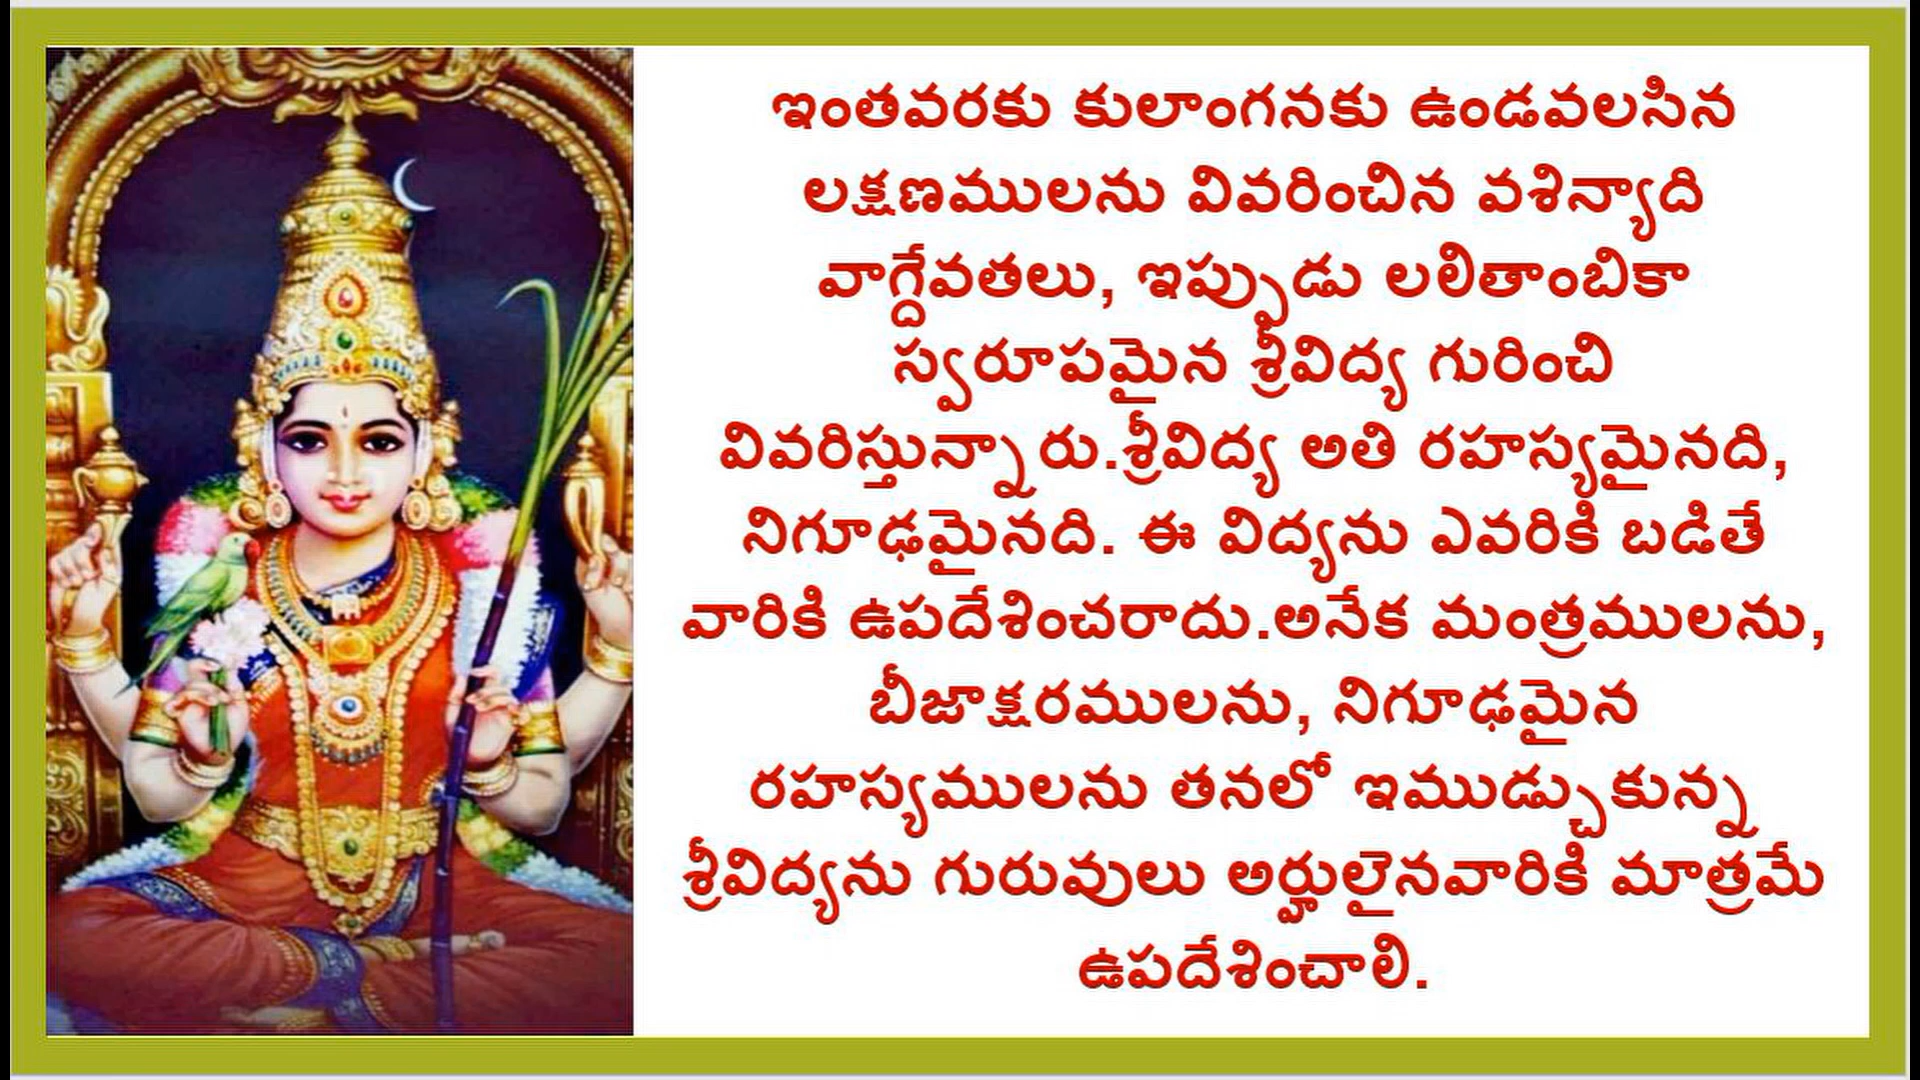 ఇంతవరకు కులాంగనకు ఉండవలసిన
లక్షణములను వివరించిన వశిన్యాది
వాగ్దేవతలు, ఇప్పుడు లలితాంబికా
స్వరూపమైన శ్రీవిద్య గురించి
వివరిస్తున్నారు.శ్రీవిద్య అతి రహస్యమైనది,
నిగూఢమైనది. ఈ విద్యను ఎవరికి బడితే
వారికి ఉపదేశించరాదు.అనేక మంత్రములను,
బీజాక్షరములను, నిగూఢమైన
రహస్యములను తనలో ఇముడ్చుకున్న
శ్రీవిద్యను గురువులు అర్హులైనవారికి మాత్రమే
ఉపదేశించాలి.